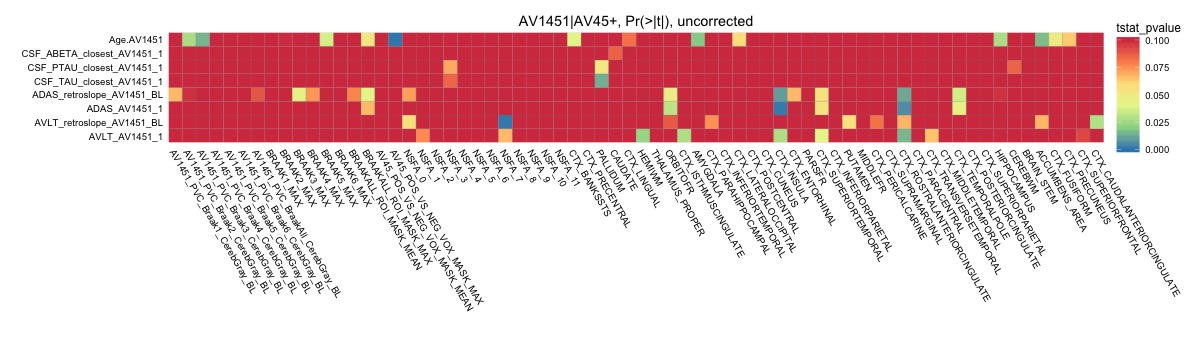 AV1451|AV45+, Pr(>|t|), uncorrected
tstat_pvalue
0.100
0.075
0.050
0.025
0.000
Age.AV1451
CSF_ABETA_closest_AV1451_1
CSF_PTAU_closest_AV1451_1
CSF_TAU_closest_AV1451_1
ADAS_retroslope_AV1451_BL
ADAS_AV1451_1
AVLT_retroslope_AV1451_BL
AVLT_AV1451_1
AV1451_PVC_Braak1_CerebGray_BL
AV1451_PVC_Braak2_CerebGray_BL
AV1451_PVC_Braak3_CerebGray_BL
AV1451_PVC_Braak4_CerebGray_BL
AV1451_PVC_Braak5_CerebGray_BL
AV1451_PVC_Braak6_CerebGray_BL
AV1451_PVC_BraakAll_CerebGray_BL
BRAAK1_MAX
BRAAK2_MAX
BRAAK3_MAX
BRAAK4_MAX
BRAAK5_MAX
BRAAK6_MAX
BRAAKALL_ROI_MASK_MEAN
BRAAKALL_ROI_MASK_MAX
AV45_POS_VS_NEG_VOX_MASK_MEAN
AV45_POS_VS_NEG_VOX_MASK_MAX
NSFA_0
NSFA_1
NSFA_2
NSFA_3
NSFA_4
NSFA_5
NSFA_6
NSFA_7
NSFA_8
NSFA_9
NSFA_10
NSFA_11
CTX_BANKSSTS
CTX_PRECENTRAL
PALLIDUM
CAUDATE
CTX_LINGUAL
HEMIWM
THALAMUS_PROPER
ORBITOFR
CTX_ISTHMUSCINGULATE
AMYGDALA
CTX_PARAHIPPOCAMPAL
CTX_INFERIORTEMPORAL
CTX_LATERALOCCIPITAL
CTX_POSTCENTRAL
CTX_CUNEUS
CTX_INSULA
CTX_ENTORHINAL
PARSFR
CTX_SUPERIORTEMPORAL
CTX_INFERIORPARIETAL
PUTAMEN
MIDDLEFR
CTX_PERICALCARINE
CTX_SUPRAMARGINAL
CTX_ROSTRALANTERIORCINGULATE
CTX_PARACENTRAL
CTX_TRANSVERSETEMPORAL
CTX_MIDDLETEMPORAL
CTX_TEMPORALPOLE
CTX_POSTERIORCINGULATE
CTX_SUPERIORPARIETAL
HIPPOCAMPUS
CEREBWM
BRAIN_STEM
ACCUMBENS_AREA
CTX_FUSIFORM
CTX_PRECUNEUS
CTX_SUPERIORFRONTAL
CTX_CAUDALANTERIORCINGULATE